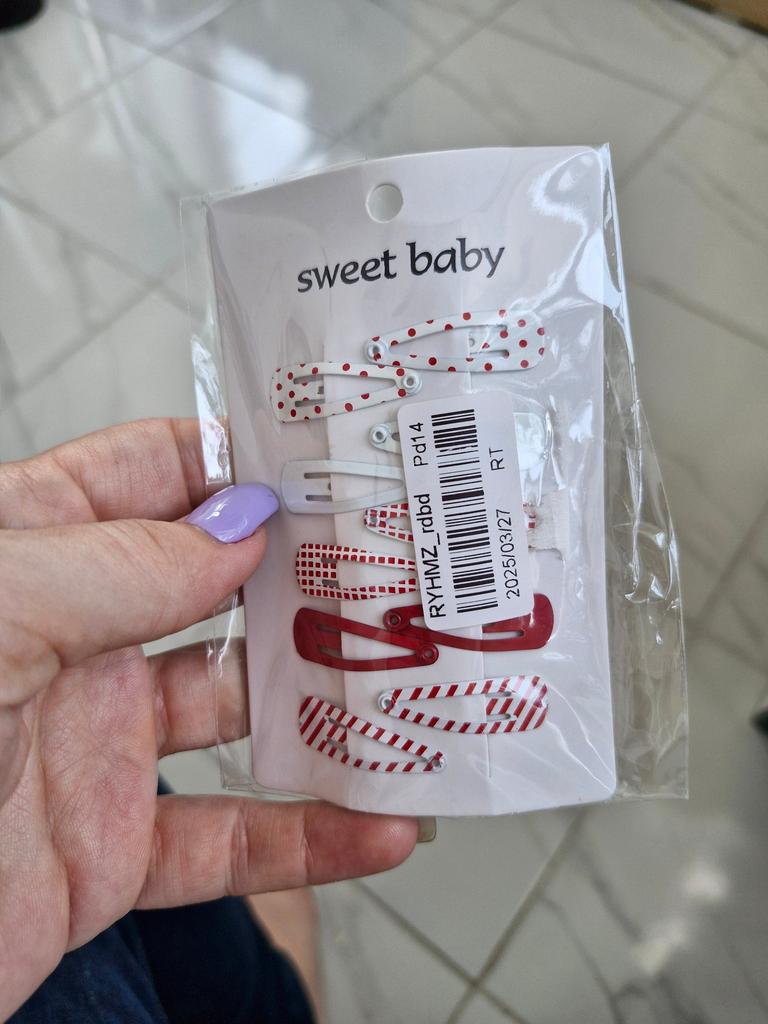 sweet baby
RYHMZ_rdbd Pd14
2025/03/27 RT